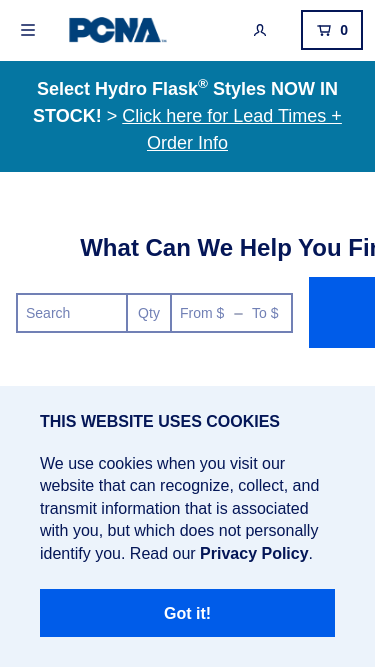 PCNA
0
Select Hydro Flask® Styles NOW IN
STOCK! > Click here for Lead Times +
Order Info
What Can We Help You Fi
Search
Qty
From $ – To $
THIS WEBSITE USES COOKIES
We use cookies when you visit our
website that can recognize, collect, and
transmit information that is associated
with you, but which does not personally
identify you. Read our Privacy Policy.
Got it!